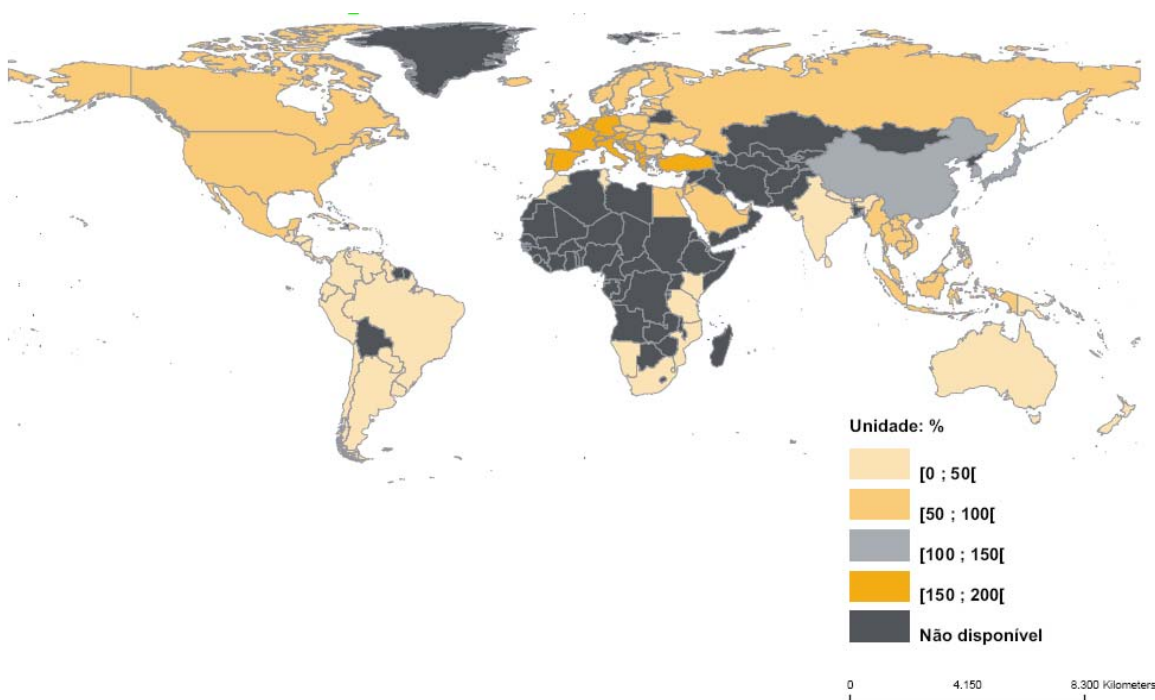 Unidade: %
[0 ; 50[
[50 ; 100[
[100 ; 150[
[150 ; 200[
Não disponível
0 4.150 8.300 Kilometers